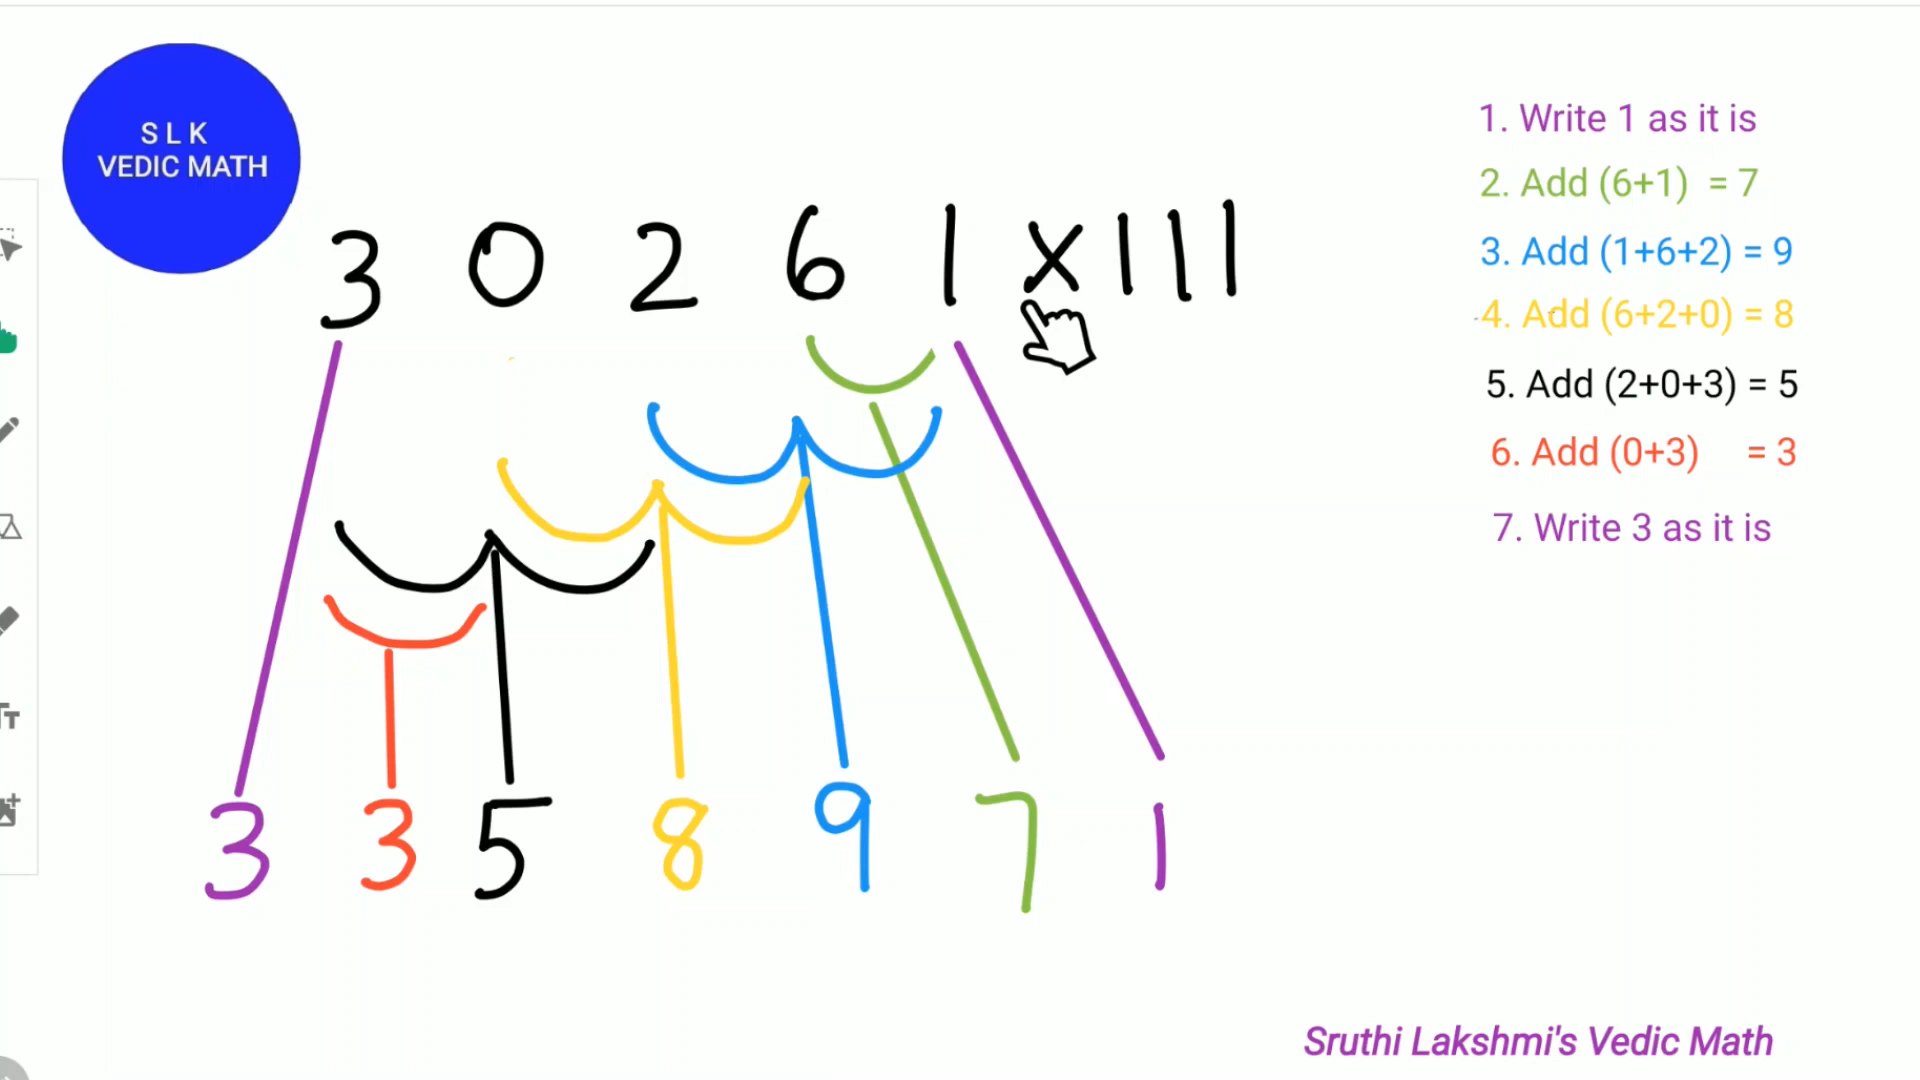 S L K
VEDIC MATH
3 0 2 6 1 x 111
3 3 5 8 9 7 1
1. Write 1 as it is
2. Add (6+1) = 7
3. Add (1+6+2) = 9
4. Add (6+2+0) = 8
5. Add (2+0+3) = 5
6. Add (0+3) = 3
7. Write 3 as it is
Sruthi Lakshmi's Vedic Math